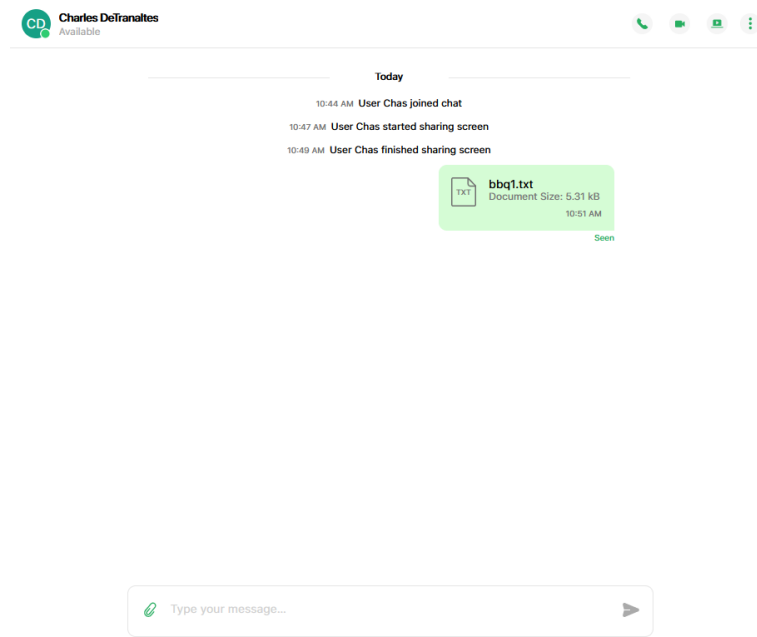 CD
Charles DeTranaltes
Available
Today
10:44 AM User Chas joined chat
10:47 AM User Chas started sharing screen
10:49 AM User Chas finished sharing screen
TXT
bbq1.txt
Document Size: 5.31 kB
10:51 AM
Seen
Type your message...